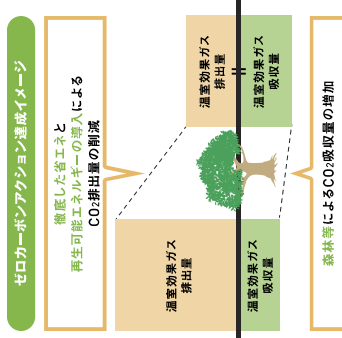 ゼロカーボンアクション達成イメージ
徹底した省エネと
再生可能エネルギーの導入による
CO₂排出量の削減
温室効果ガス
排出量
温室効果ガス
吸収量
=
温室効果ガス
排出量
温室効果ガス
吸収量
森林等によるCO₂吸収量の増加